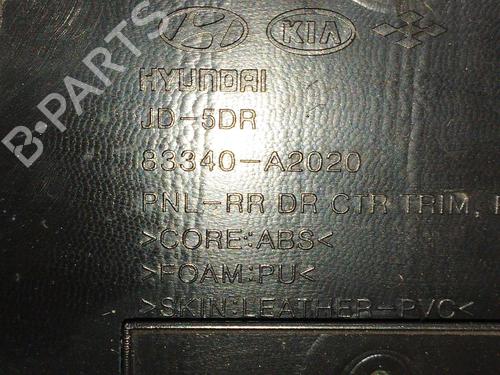 B-PARTS
KIA
HYUNDAI
JD-5DR
83340-A2020
PNL-RR DR CTR TRIM,
>CORE:ABS<
>FOAM:PU<
>SKIN:LEATHER-PVC<